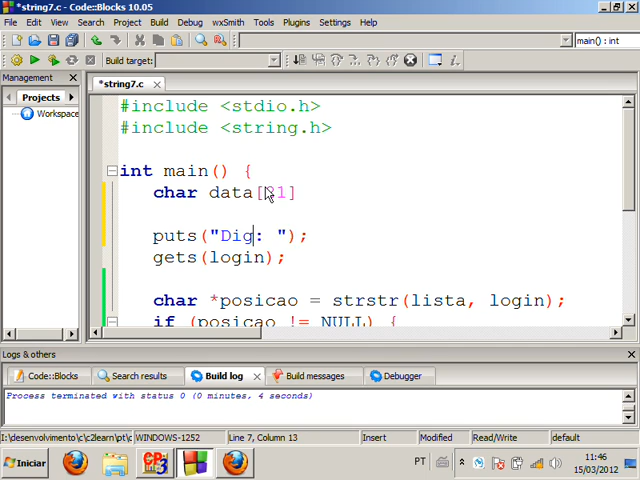 *string7.c - Code::Blocks 10.05
File Edit View Search Project Build Debug wxSmith Tools Plugins Settings Help
main() : int
Build target:
Management
*string7.c
Projects
Workspace
#include <stdio.h>
#include <string.h>
int main() {
char data[
1]
puts("Dig: ");
gets(login);
char *posicao = strstr(lista, login);
if (posicao != NULL) {
Logs & others
Code::Blocks Search results Build log Build messages Debugger
Process terminated with status 0 (0 minutes, 4 seconds)
I:\desenvolvimento\c\c2learn\pt\c WINDOWS-1252 Line 7, Column 13 Insert Modified Read/Write default
Iniciar PT 11:46
15/03/2012